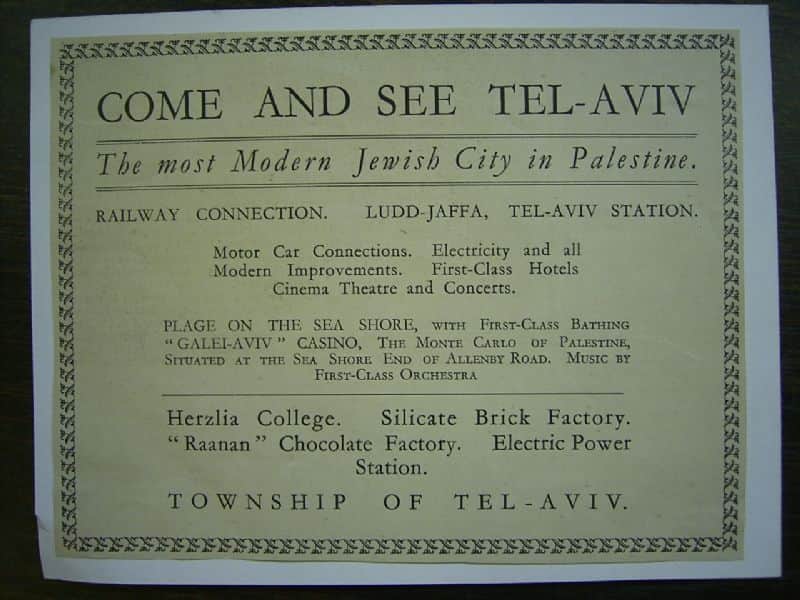 COME AND SEE TEL-AVIV
The most Modern Jewish City in Palestine.
RAILWAY CONNECTION. LUDD-JAFFA, TEL-AVIV STATION.
Motor Car Connections. Electricity and all
Modern Improvements. First-Class Hotels
Cinema Theatre and Concerts.
PLAGE ON THE SEA SHORE, WITH FIRST-CLASS BATHING
"GALEI-AVIV" CASINO, THE MONTE CARLO OF PALESTINE,
SITUATED AT THE SEA SHORE END OF ALLENBY ROAD. MUSIC BY
FIRST-CLASS ORCHESTRA
Herzlia College. Silicate Brick Factory.
"Raanan" Chocolate Factory. Electric Power
Station.
TOWNSHIP OF TEL-AVIV.